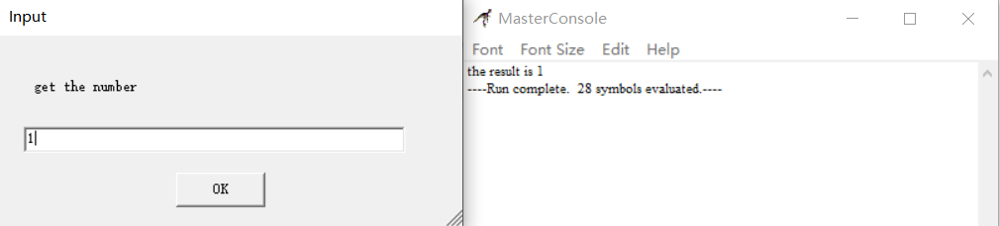 Input
get the number
1
OK
MasterConsole
Font Font Size Edit Help
the result is 1
----Run complete. 28 symbols evaluated.----